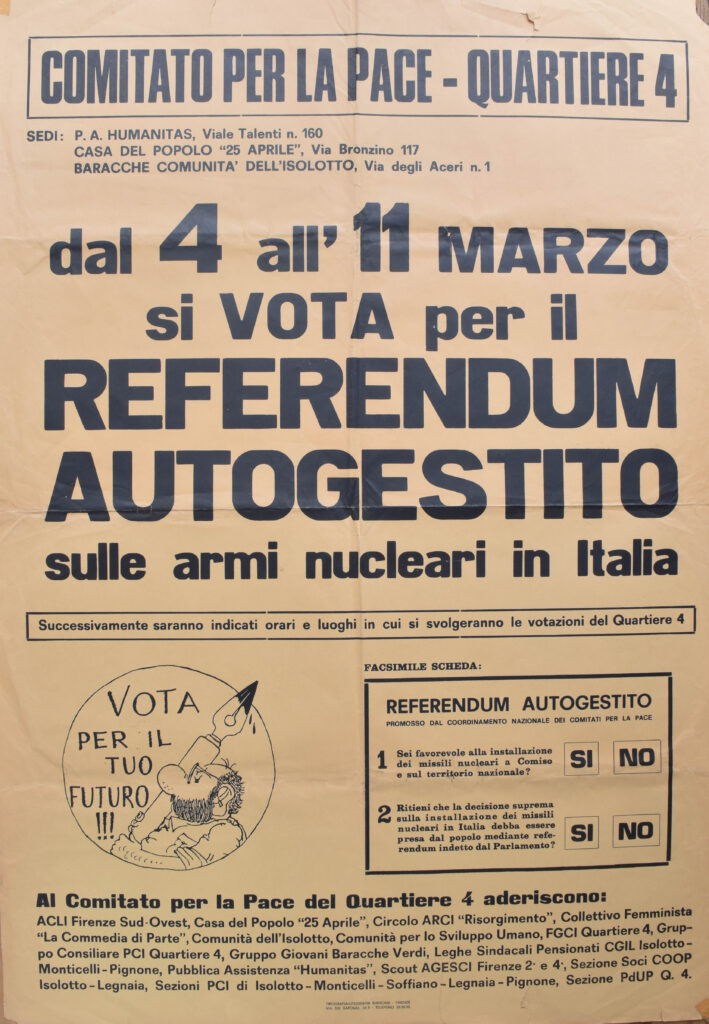 COMITATO PER LA PACE - QUARTIERE 4
SEDI: P. A. HUMANITAS, Viale Talenti n. 160
CASA DEL POPOLO "25 APRILE", Via Bronzino 117
BARACCHE COMUNITA' DELL'ISOLOTTO, Via degli Aceri n. 1
dal 4 all' 11 MARZO
si VOTA per il
REFERENDUM
AUTOGESTITO
sulle armi nucleari in Italia
Successivamente saranno indicati orari e luoghi in cui si svolgeranno le votazioni del Quartiere 4
VOTA
PER IL
TUO
FUTURO
!!!
FACSIMILE SCHEDA:
REFERENDUM AUTOGESTITO
PROMOSSO DAL COORDINAMENTO NAZIONALE DEI COMITATI PER LA PACE
1 Sei favorevole alla installazione
dei missili nucleari a Comiso
e sul territorio nazionale?
SI NO
2 Ritieni che la decisione suprema
sulla installazione dei missili
nucleari in Italia debba essere
presa dal popolo mediante refe-
rendum indetto dal Parlamento?
SI NO
Al Comitato per la Pace del Quartiere 4 aderiscono:
ACLI Firenze Sud-Ovest, Casa del Popolo "25 Aprile", Circolo ARCI "Risorgimento", Collettivo Femminista
"La Commedia di Parte", Comunità dell'Isolotto, Comunità per lo Sviluppo Umano, FGCI Quartiere 4, Grup-
po Consiliare PCI Quartiere 4, Gruppo Giovani Baracche Verdi, Leghe Sindacali Pensionati CGIL Isolotto-
Monticelli-Pignone, Pubblica Assistenza "Humanitas", Scout AGESCI Firenze 2° e 4°, Sezione Soci COOP
Isolotto-Legnaia, Sezioni PCI di Isolotto-Monticelli-Soffiano-Legnaia-Pignone, Sezione PdUP Q. 4.